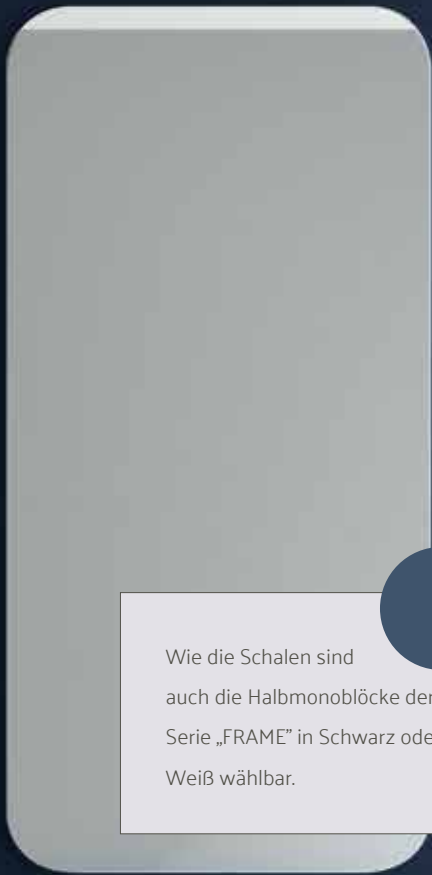 Wie die Schalen sind
auch die Halbmonoblöcke der
Serie „FRAME” in Schwarz ode
Weiß wählbar.